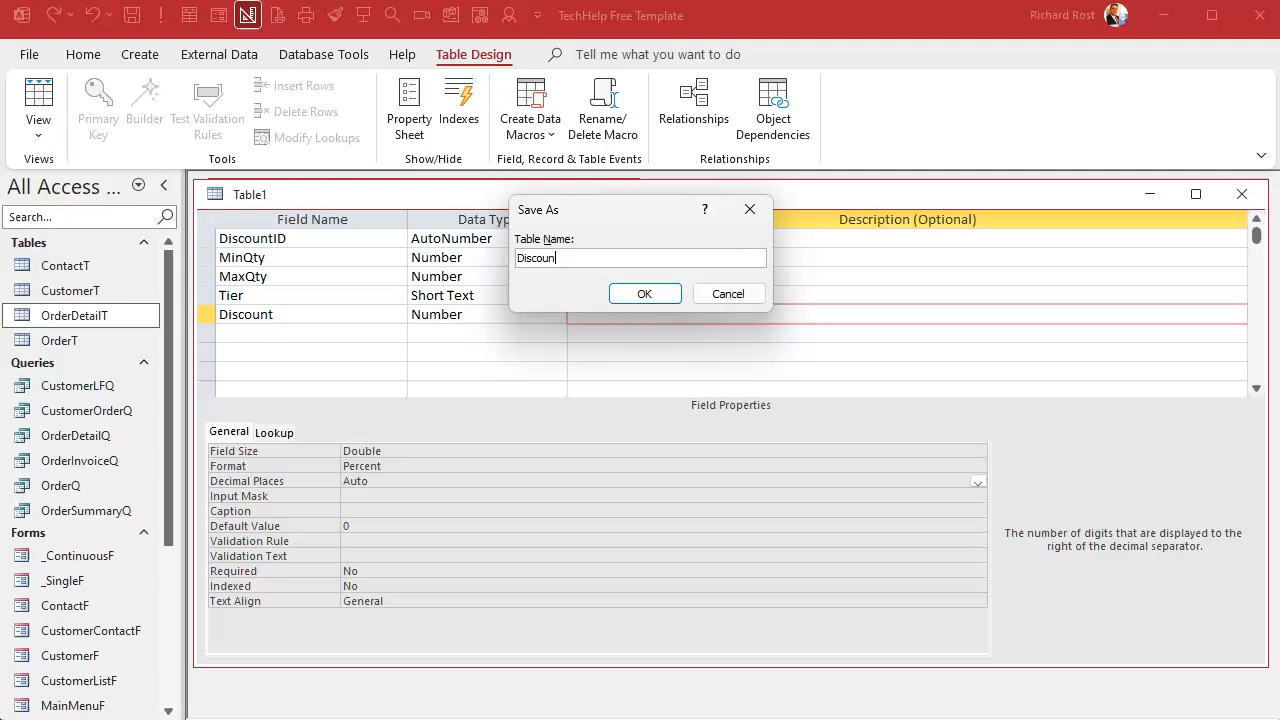 TechHelp Free Template
Richard Rost
File
Home
Create
External Data
Database Tools
Help
Table Design
Tell me what you want to do
View
Primary Key
Builder
Test Validation Rules
Insert Rows
Delete Rows
Modify Lookups
Property Sheet
Indexes
Create Data Macros
Rename/ Delete Macro
Relationships
Object Dependencies
Views
Tools
Show/Hide
Field, Record & Table Events
Relationships
All Access ...
Search...
Tables
ContactT
CustomerT
OrderDetailT
OrderT
Queries
CustomerLFQ
CustomerOrderQ
OrderDetailQ
OrderInvoiceQ
OrderQ
OrderSummaryQ
Forms
_ContinuousF
_SingleF
ContactF
CustomerContactF
CustomerF
CustomerListF
MainMenuF
Table1
Field Name
Data Typ
Description (Optional)
DiscountID AutoNumber
MinQty Number
MaxQty Number
Tier Short Text
Discount Number
Save As
?
Table Name:
Discoun
OK
Cancel
Field Properties
General
Lookup
Field Size Double
Format Percent
Decimal Places Auto
Input Mask
Caption
Default Value 0
Validation Rule
Validation Text
Required No
Indexed No
Text Align General
The number of digits that are displayed to the
right of the decimal separator.